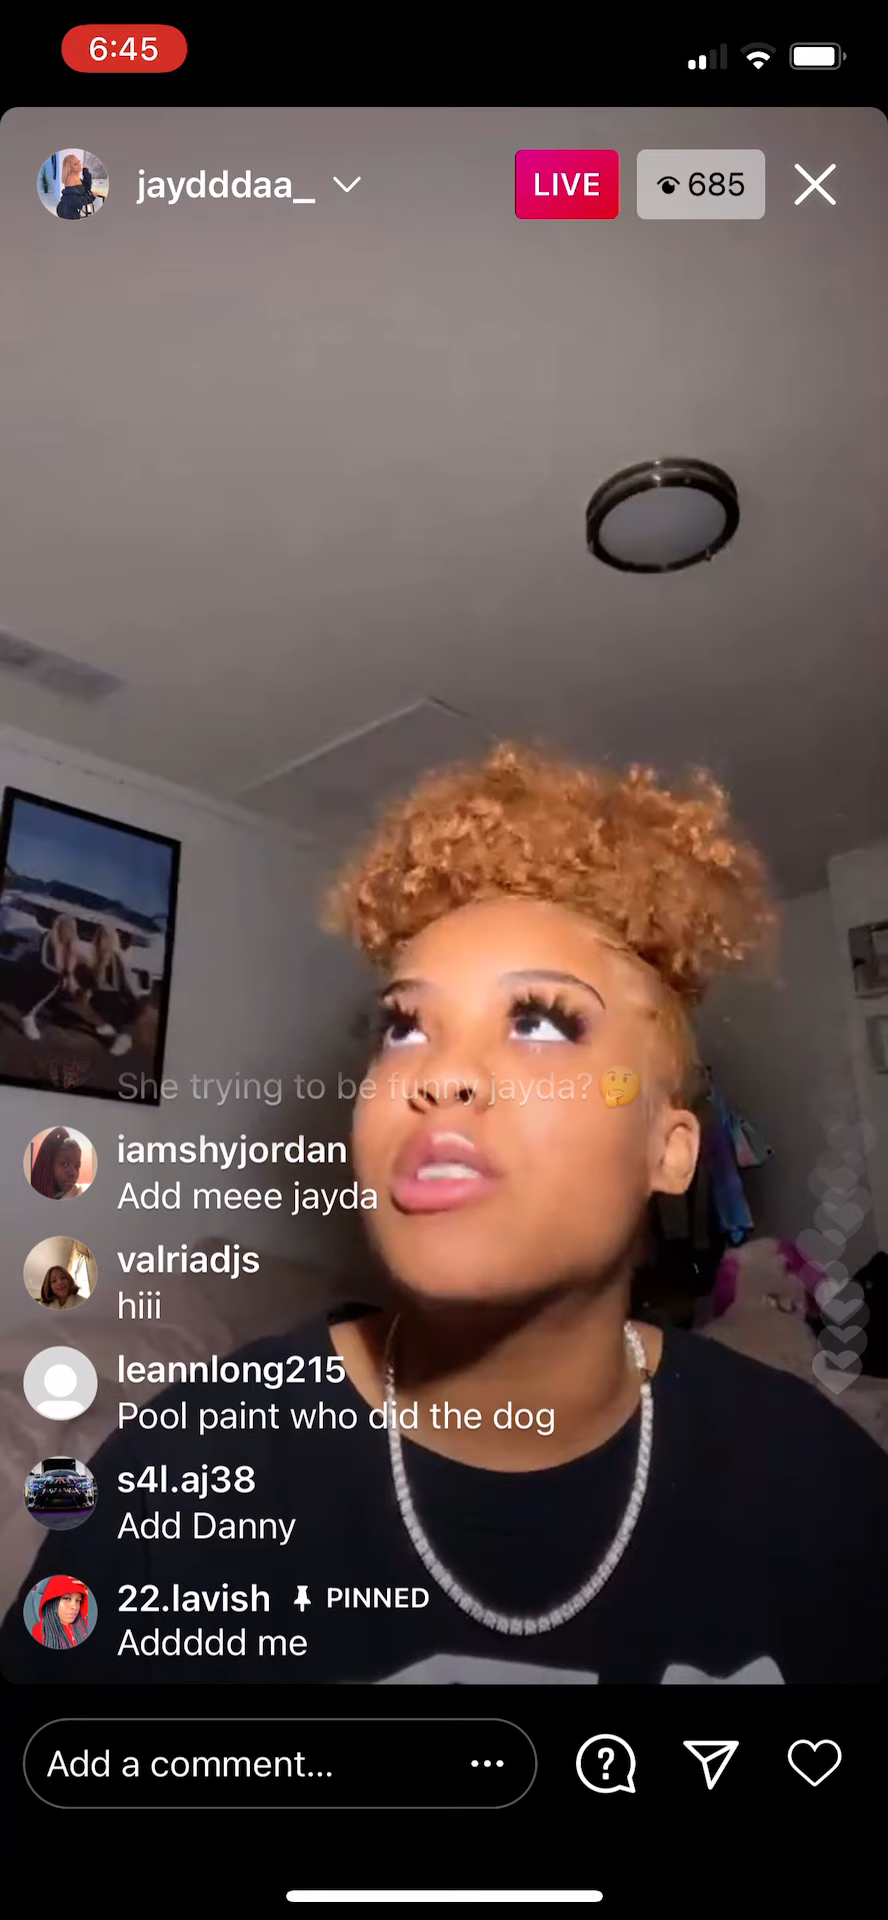 6:45
jaydddaa_
LIVE
685
She trying to be funny jayda?🤔
iamshyjordan
Add meee jayda
valriadjs
hiii
leannlong215
Pool paint who did the dog
s4l.aj38
Add Danny
22.lavish PINNED
Addddd me
Add a comment...